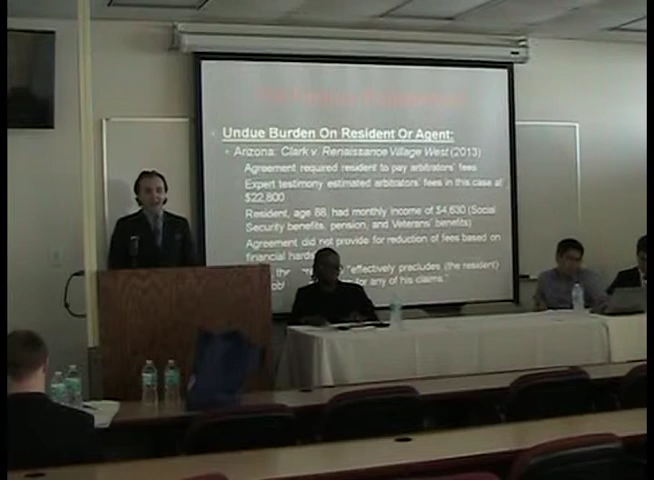 Undue Burden On Resident Or Agent:
Arizona: Clark v. Renaissance Village West (2013)
Agreement required resident to pay arbitrators' fees
Expert testimony estimated arbitrators' fees in this case at
$22,800
Resident, age 88, had monthly income of $4,630 (Social
Security benefits, pension, and Veterans' benefits)
Agreement did not provide for reduction of fees based on
financial
"effectively precludes (the resident)
for any of his claims."